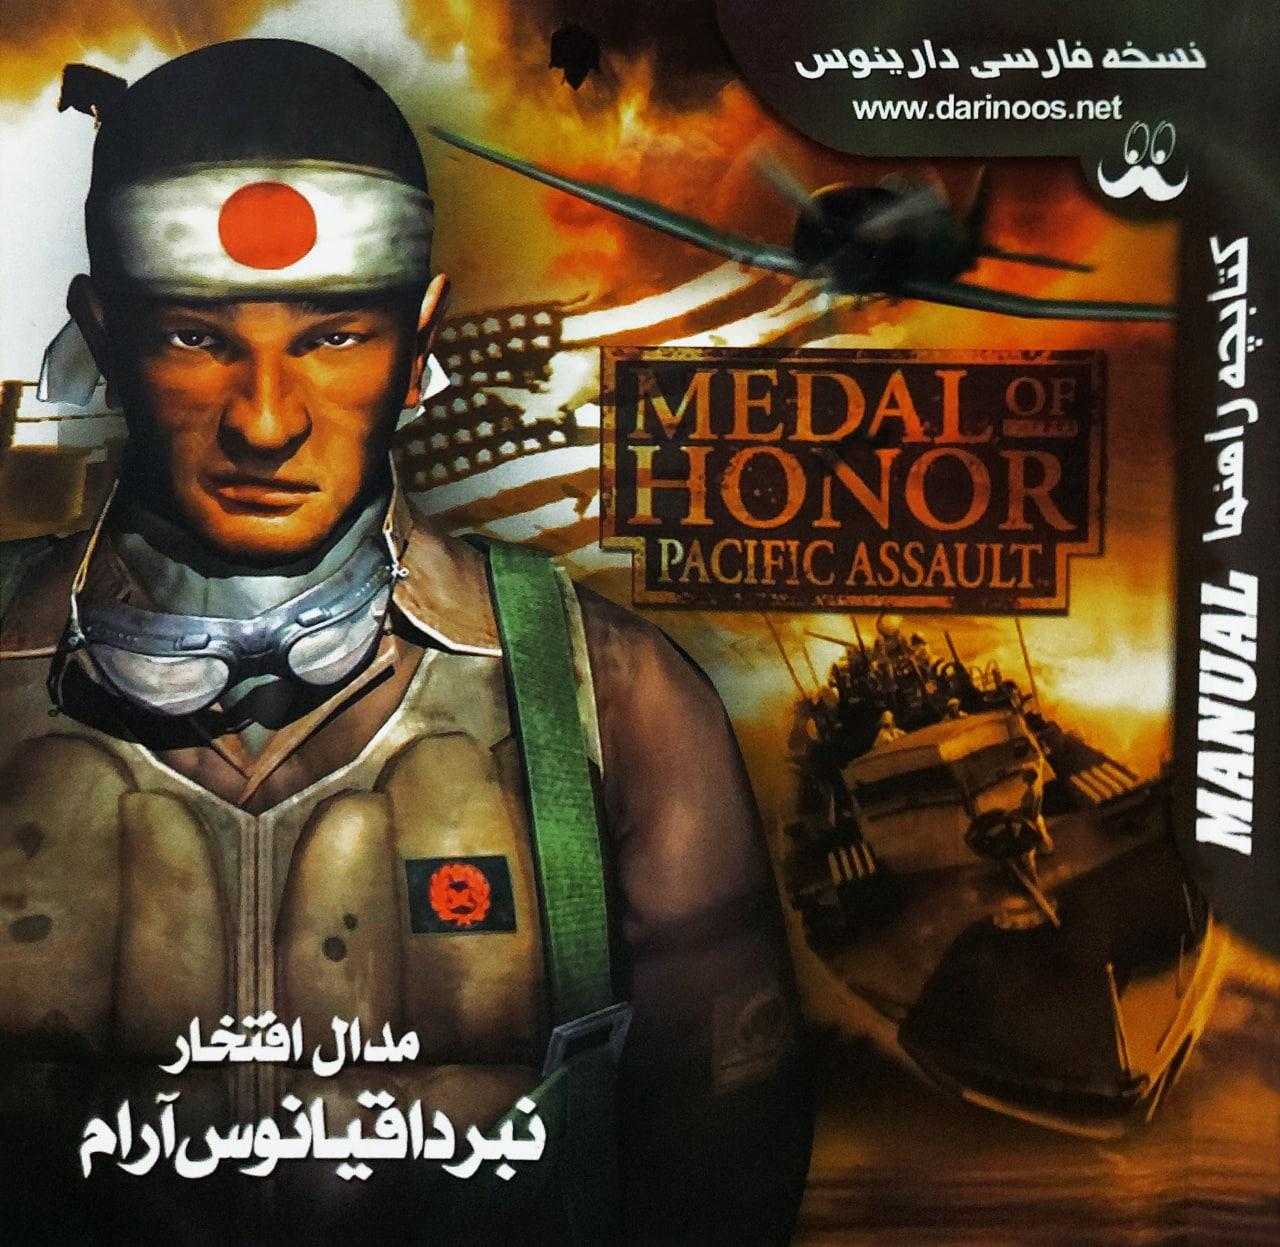 نسخه فارسی دارینوس
www.darinoos.net
MEDAL OF
HONOR
PACIFIC ASSAULT
MANUAL کتابچه راهنما
مدال افتخار
نبرد اقیانوس آرام